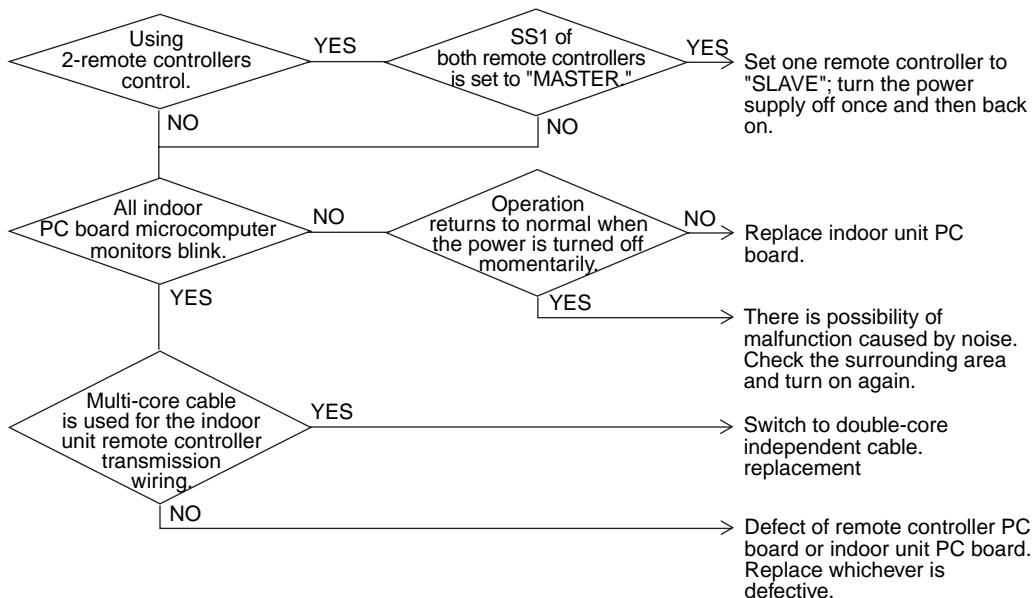 Using
2-remote controllers
control.
YES
SS1 of
both remote controllers
is set to "MASTER."
YES
Set one remote controller to
"SLAVE"; turn the power
supply off once and then back
on.
NO
NO
All indoor
PC board microcomputer
monitors blink.
NO
Operation
returns to normal when
the power is turned off
momentarily.
NO
Replace indoor unit PC
board.
YES
YES
There is possibility of
malfunction caused by noise.
Check the surrounding area
and turn on again.
Multi-core cable
is used for the indoor
unit remote controller
transmission
wiring.
YES
Switch to double-core
independent cable.
replacement
NO
Defect of remote controller PC
board or indoor unit PC board.
Replace whichever is
defective.